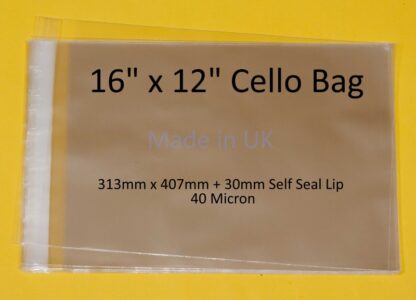 16" x 12" Cello Bag
Made in UK
313mm x 407mm + 30mm Self Seal Lip
40 Micron